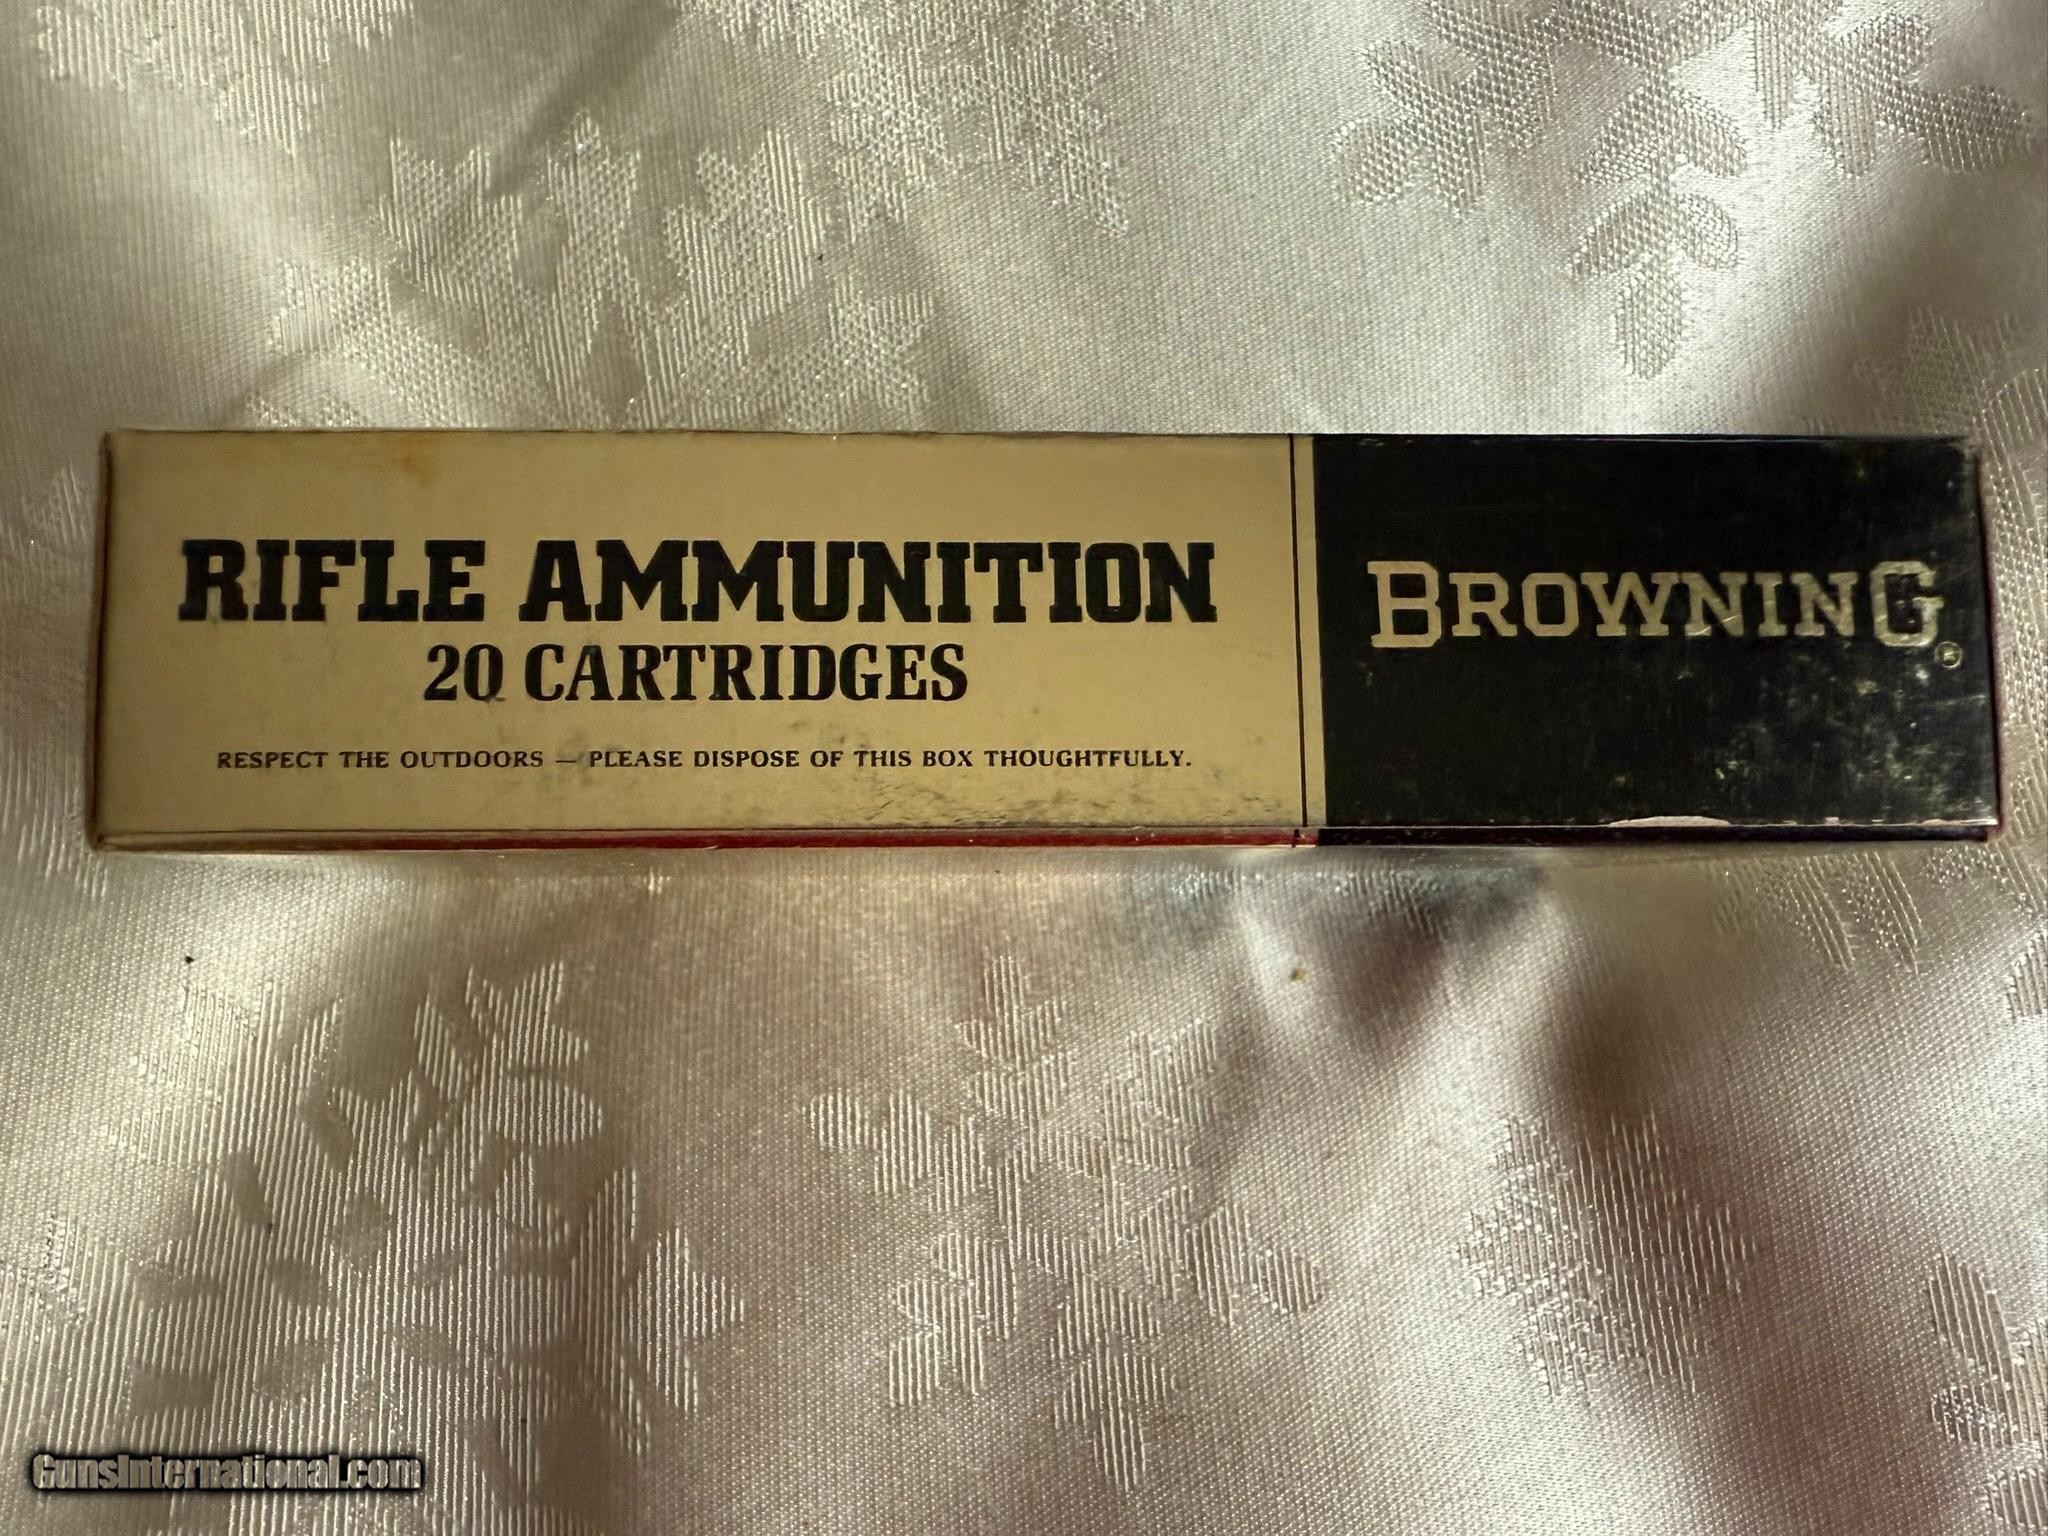 RIFLE AMMUNITION
20 CARTRIDGES
RESPECT THE OUTDOORS — PLEASE DISPOSE OF THIS BOX THOUGHTFULLY.
BROWNING®
GunsInternational.com